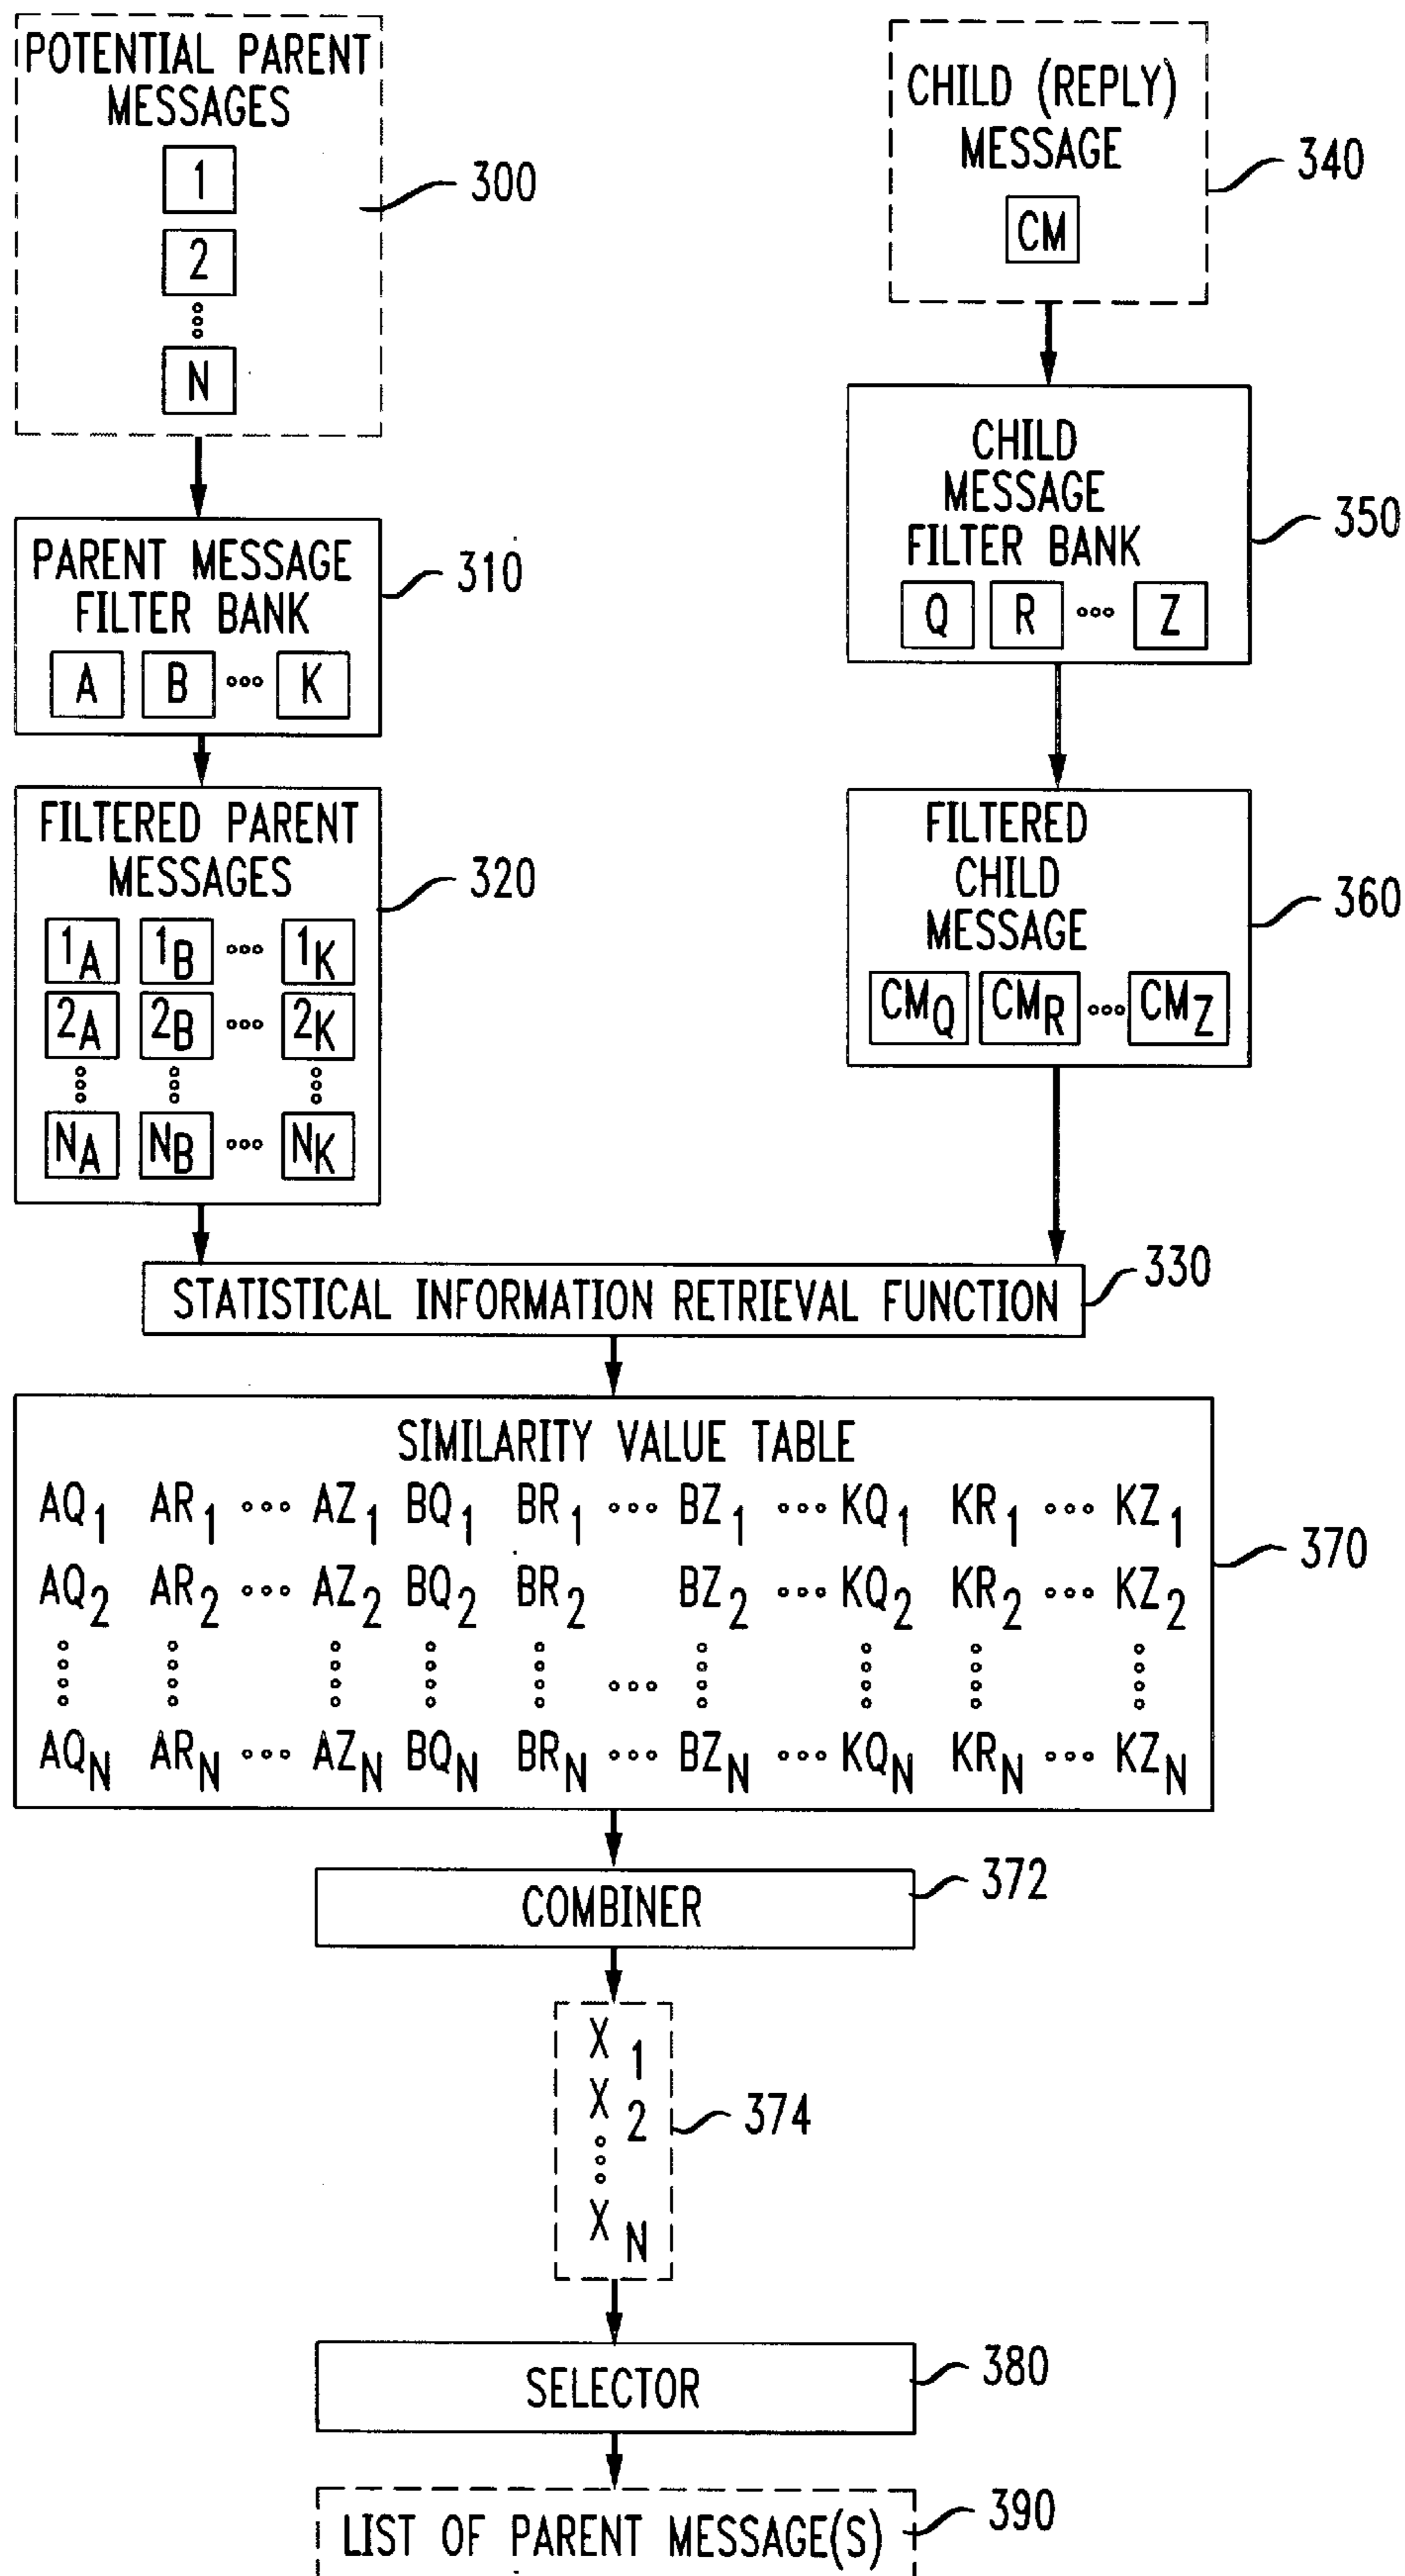 POTENTIAL PARENT
MESSAGES
1
2
N
300
CHILD (REPLY)
MESSAGE
CM
340
PARENT MESSAGE
FILTER BANK
A B ... K
310
CHILD
MESSAGE
FILTER BANK
Q R ... Z
350
FILTERED PARENT
MESSAGES
1A 1B ... 1K
2A 2B ... 2K
NA NB ... NK
320
FILTERED
CHILD
MESSAGE
CMQ CMR ... CMZ
360
STATISTICAL INFORMATION RETRIEVAL FUNCTION
330
SIMILARITY VALUE TABLE
AQ1 AR1 ... AZ1 BQ1 BR1 ... BZ1 ... KQ1 KR1 ... KZ1
AQ2 AR2 ... AZ2 BQ2 BR2 BZ2 ... KQ2 KR2 ... KZ2
...
AQN ARN ... AZN BQN BRN ... BZN ... KQN KRN ... KZN
370
COMBINER
372
X1
X2
XN
374
SELECTOR
380
LIST OF PARENT MESSAGE(S)
390